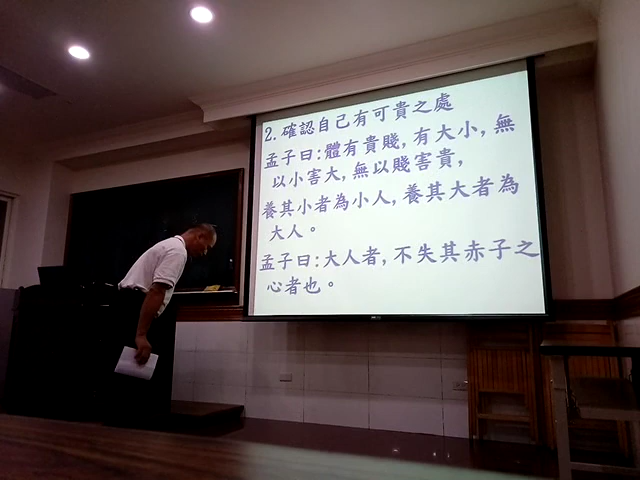 2. 確認自己有可貴之處
孟子曰:體有貴賤,有大小,無
以小害大,無以賤害貴,
養其小者為小人,養其大者為
大人。
孟子曰:大人者,不失其赤子之
心者也。